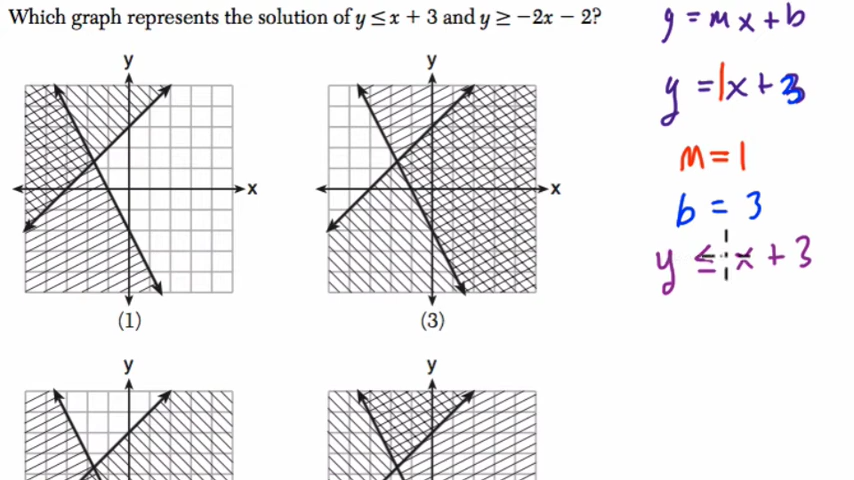 Which graph represents the solution of y ≤ x + 3 and y ≥ −2x − 2?
y = mx + b
y = 1x + 3
m = 1
b = 3
y ≤ x + 3
y
y
x
x
(1)
(3)
y
y